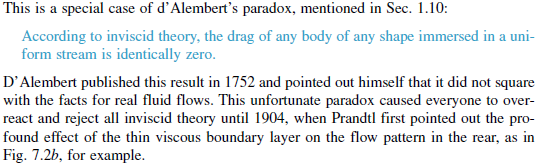 This is a special case of d'Alembert's paradox, mentioned in Sec. 1.10:
According to inviscid theory, the drag of any body of any shape immersed in a uni-
form stream is identically zero.
D'Alembert published this result in 1752 and pointed out himself that it did not square
with the facts for real fluid flows. This unfortunate paradox caused everyone to over-
react and reject all inviscid theory until 1904, when Prandtl first pointed out the pro-
found effect of the thin viscous boundary layer on the flow pattern in the rear, as in
Fig. 7.2b, for example.